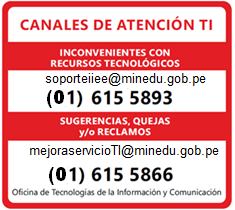 CANALES DE ATENCIÓN TI
INCONVENIENTES CON
RECURSOS TECNOLÓGICOS
soporteiiee@minedu.gob.pe
(01) 615 5893
SUGERENCIAS, QUEJAS
y/o RECLAMOS
mejoraservicioTI@minedu.gob.pe
(01) 615 5866
Oficina de Tecnologías de la Información y Comunicación